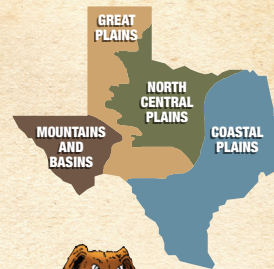 GREAT
PLAINS
NORTH
CENTRAL
PLAINS
MOUNTAINS
AND
BASINS
COASTAL
PLAINS